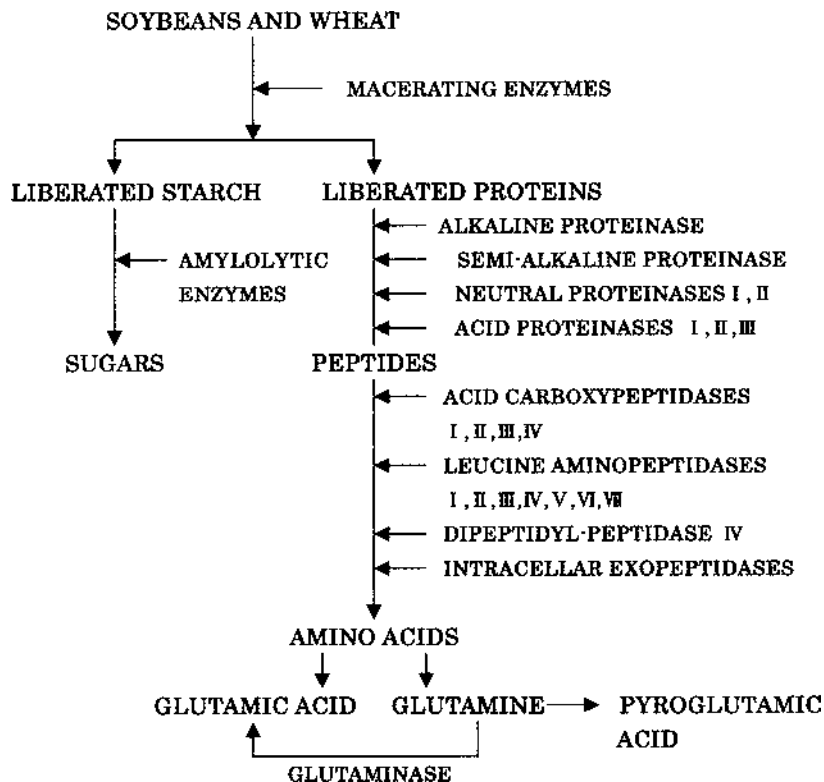 SOYBEANS AND WHEAT
MACERATING ENZYMES
LIBERATED STARCH
LIBERATED PROTEINS
ALKALINE PROTEINASE
AMYLOLYTIC
ENZYMES
SEMI-ALKALINE PROTEINASE
NEUTRAL PROTEINASES I , II
ACID PROTEINASES I , II, III
SUGARS
PEPTIDES
ACID CARBOXYPEPTIDASES
I , II, III, IV
LEUCINE AMINOPEPTIDASES
I , II, III, IV, V, VI, VII
DIPEPTIDYL-PEPTIDASE IV
INTRACELLAR EXOPEPTIDASES
AMINO ACIDS
GLUTAMIC ACID
GLUTAMINE
PYROGLUTAMIC
ACID
GLUTAMINASE